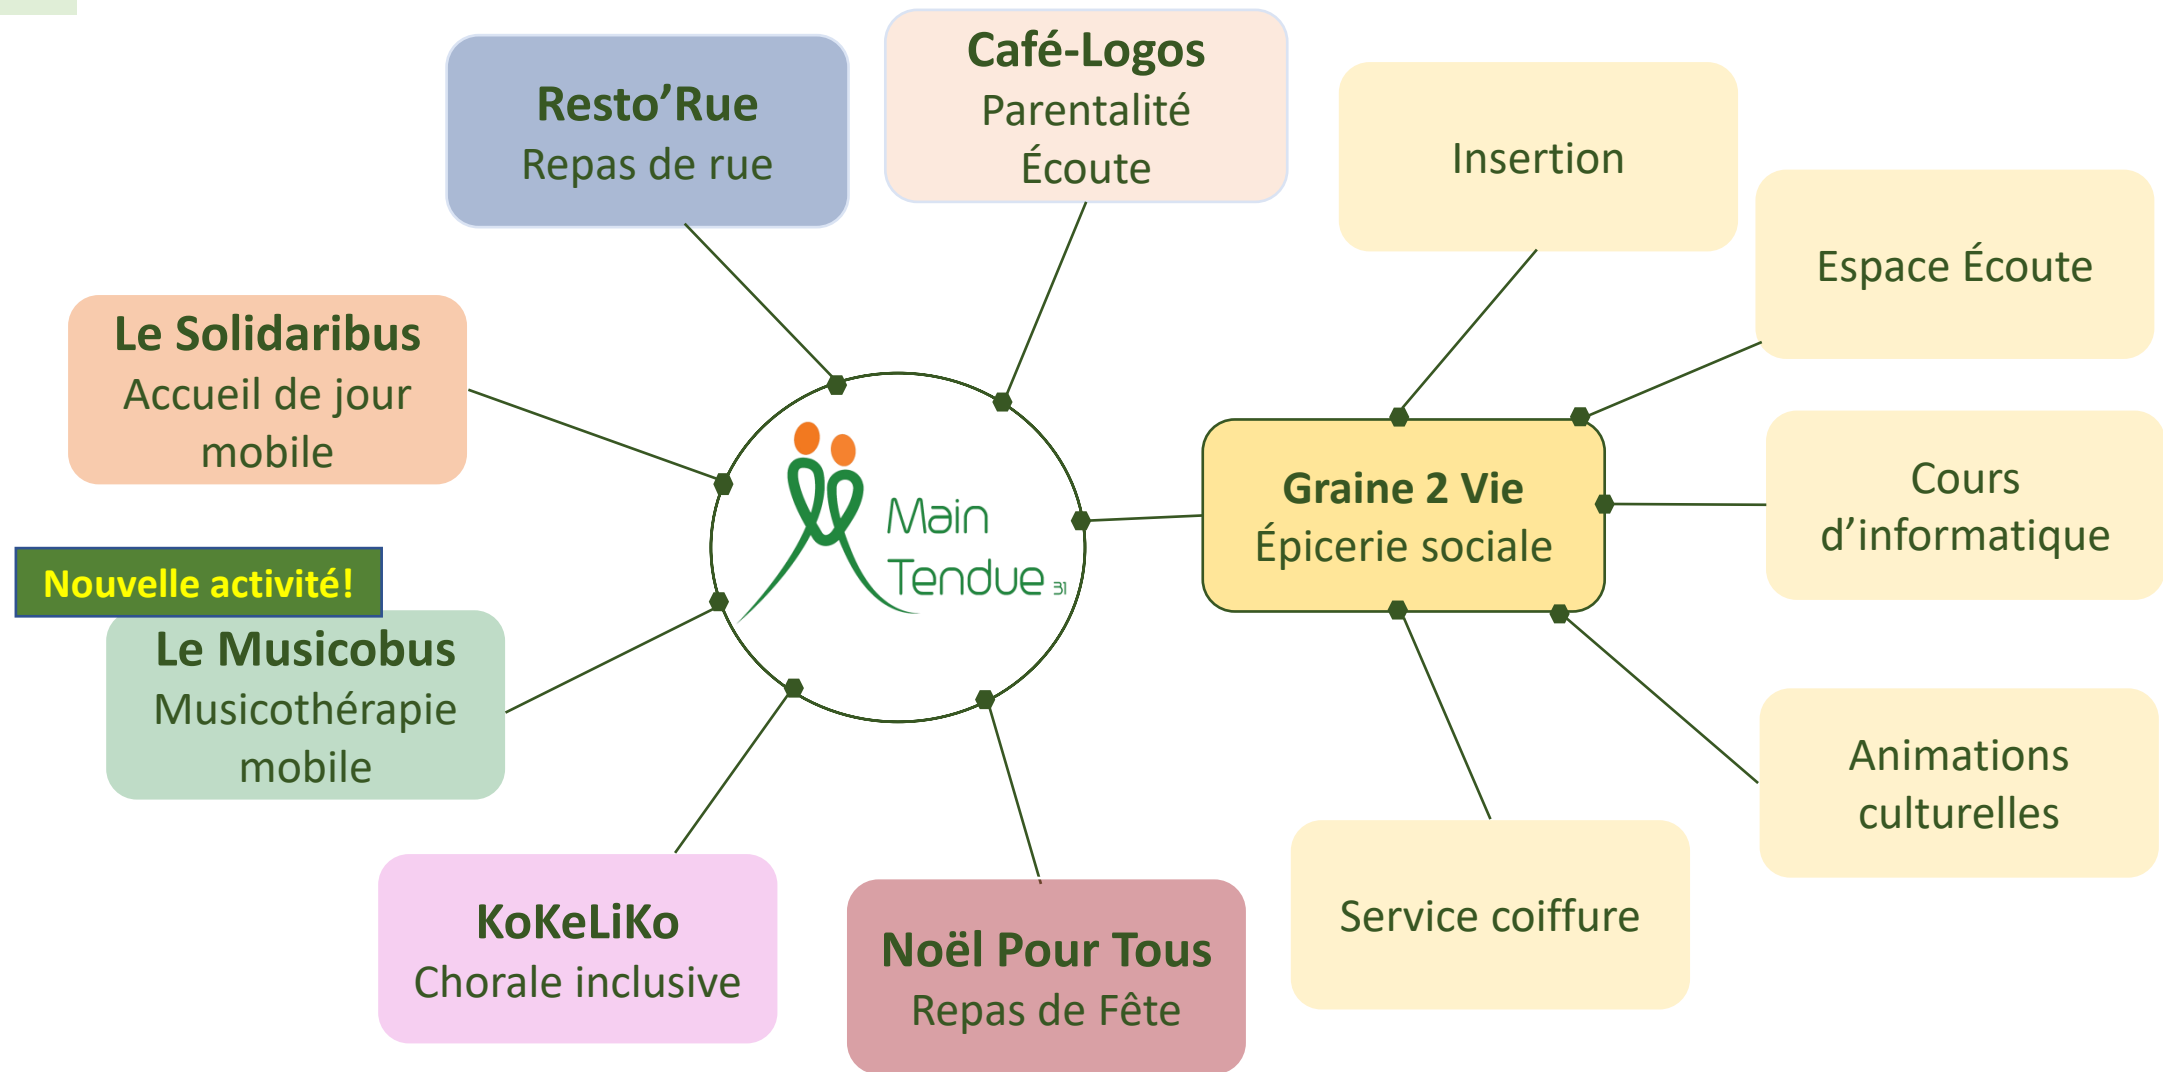 Resto’Rue
Repas de rue
Café-Logos
Parentalité
Écoute
Insertion
Espace Écoute
Le Solidaribus
Accueil de jour
mobile
Main
Tendue 31
Graine 2 Vie
Épicerie sociale
Cours
d’informatique
Nouvelle activité!
Le Musicobus
Musicothérapie
mobile
Animations
culturelles
KoKeLiKo
Chorale inclusive
Noël Pour Tous
Repas de Fête
Service coiffure